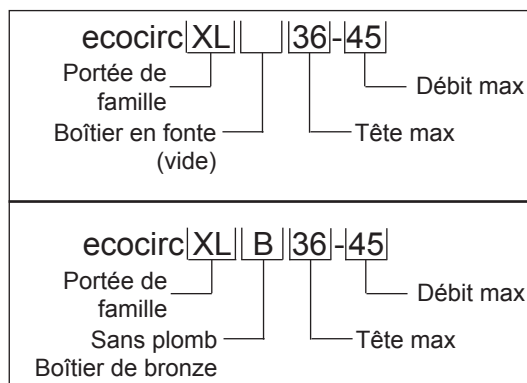 ecocirc XL 36-45
Portée de famille
Débit max
Boîtier en fonte (vide)
Tête max
ecocirc XL B 36-45
Portée de famille
Débit max
Sans plomb
Boîtier de bronze
Tête max